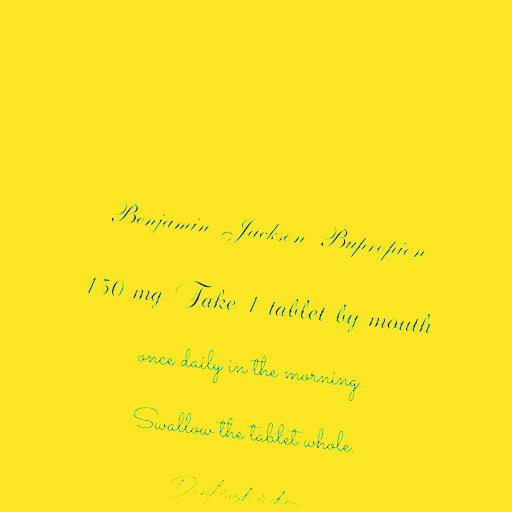 Benjamin Jackson Bupropion
150 mg Take 1 tablet by mouth
once daily in the morning.
Swallow the tablet whole.